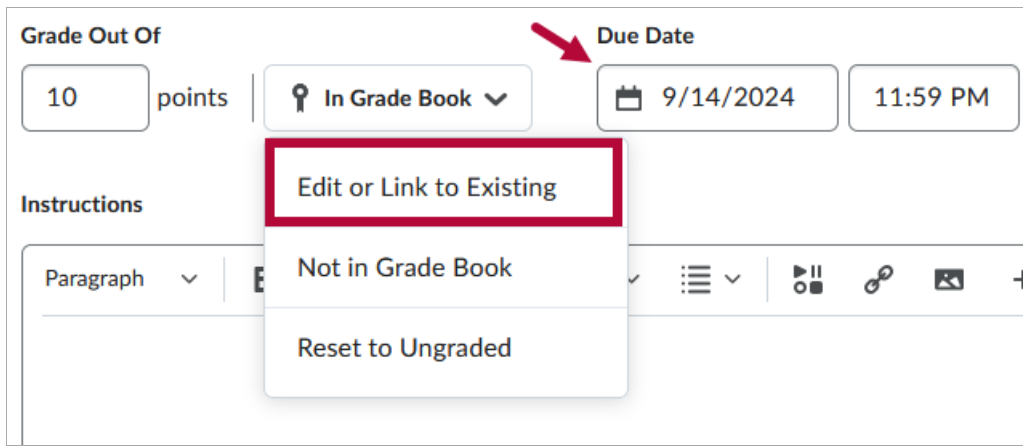 Grade Out Of
Due Date
10 points
In Grade Book
9/14/2024
11:59 PM
Edit or Link to Existing
Instructions
Not in Grade Book
Paragraph
Reset to Ungraded